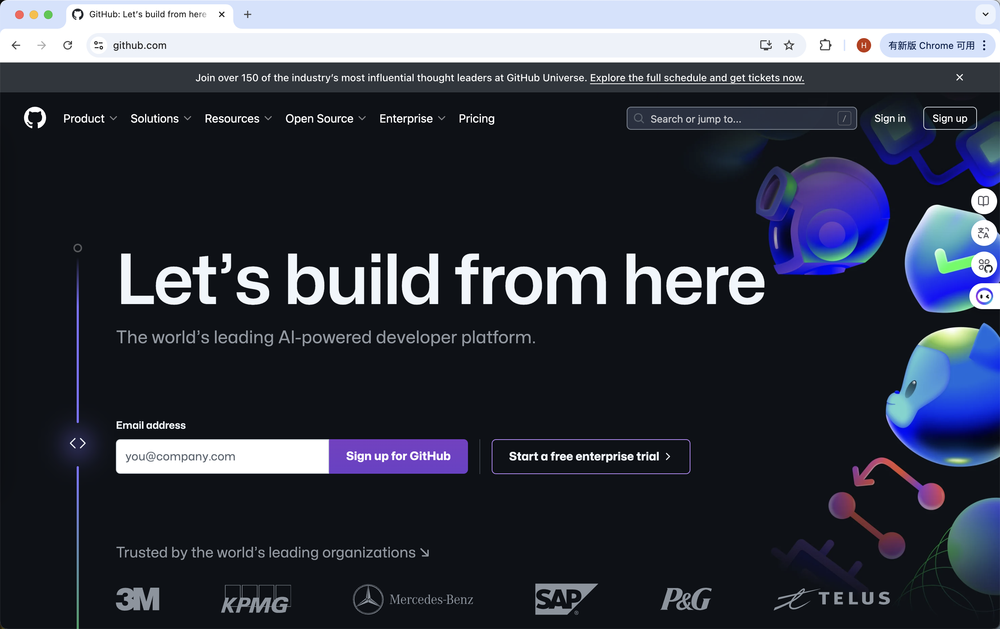 GitHub: Let's build from here
github.com
H
有新版 Chrome 可用
Join over 150 of the industry's most influential thought leaders at GitHub Universe. Explore the full schedule and get tickets now.
Product Solutions Resources Open Source Enterprise Pricing
Search or jump to...
/
Sign in
Sign up
Let's build from here
The world's leading AI-powered developer platform.
Email address
you@company.com
Sign up for GitHub
Start a free enterprise trial
Trusted by the world's leading organizations
3M
KPMG
Mercedes-Benz
SAP®
P&G
TELUS